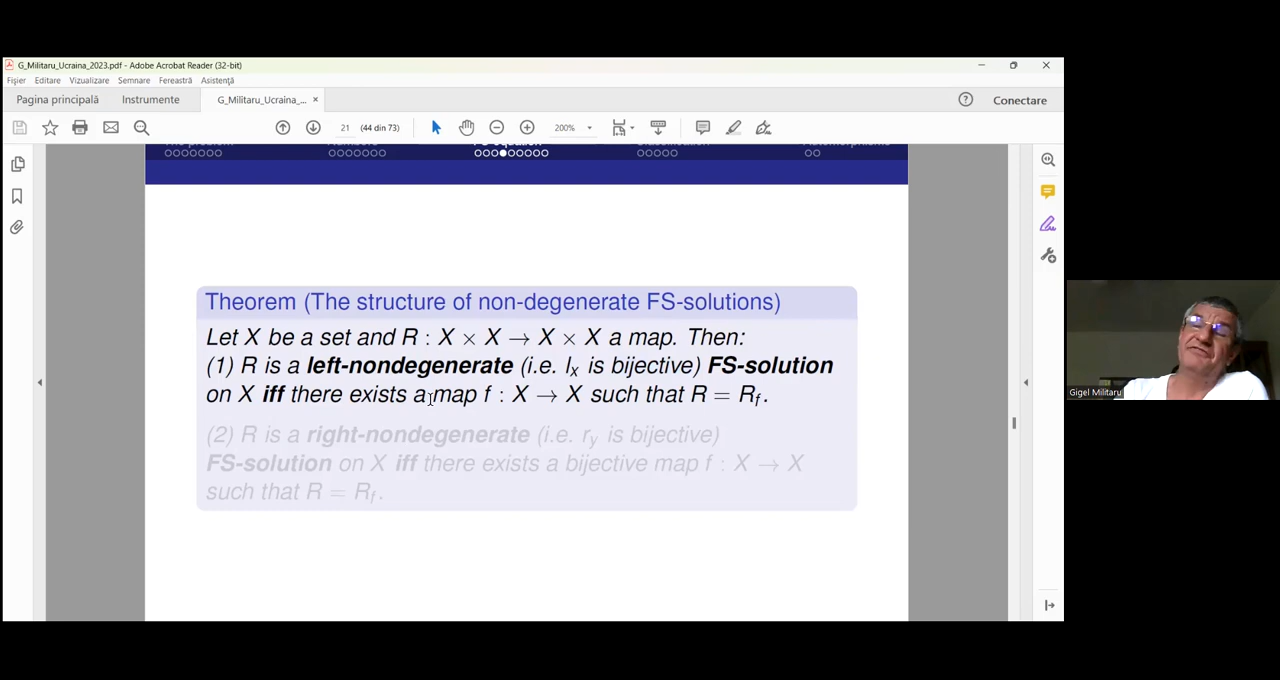 G_Militaru_Ucraina_2023.pdf - Adobe Acrobat Reader (32-bit)
Fișier Editare Vizualizare Semnare Fereastră Asistență
Pagina principală Instrumente G_Militaru_Ucraina_... × Conectare
21 (44 din 73) 200%
Theorem (The structure of non-degenerate FS-solutions)
Let X be a set and R : X × X → X × X a map. Then:
(1) R is a left-nondegenerate (i.e. lₓ is bijective) FS-solution
on X iff there exists a map f : X → X such that R = R_f.
(2) R is a right-nondegenerate (i.e. r_y is bijective)
FS-solution on X iff there exists a bijective map f : X → X
such that R = R_f.
Gigel Militaru